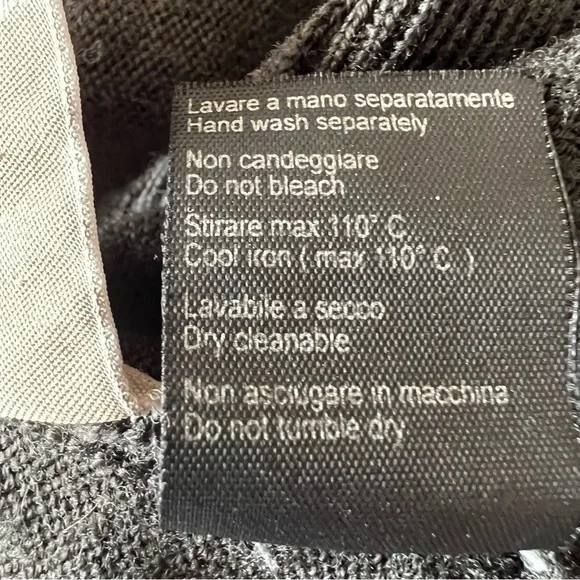 Lavare a mano separatamente
Hand wash separately
Non candeggiare
Do not bleach
Stirare max 110° C.
Cool iron ( max 110° C. )
Lavabile a secco
Dry cleanable
Non asciugare in macchina
Do not tumble dry